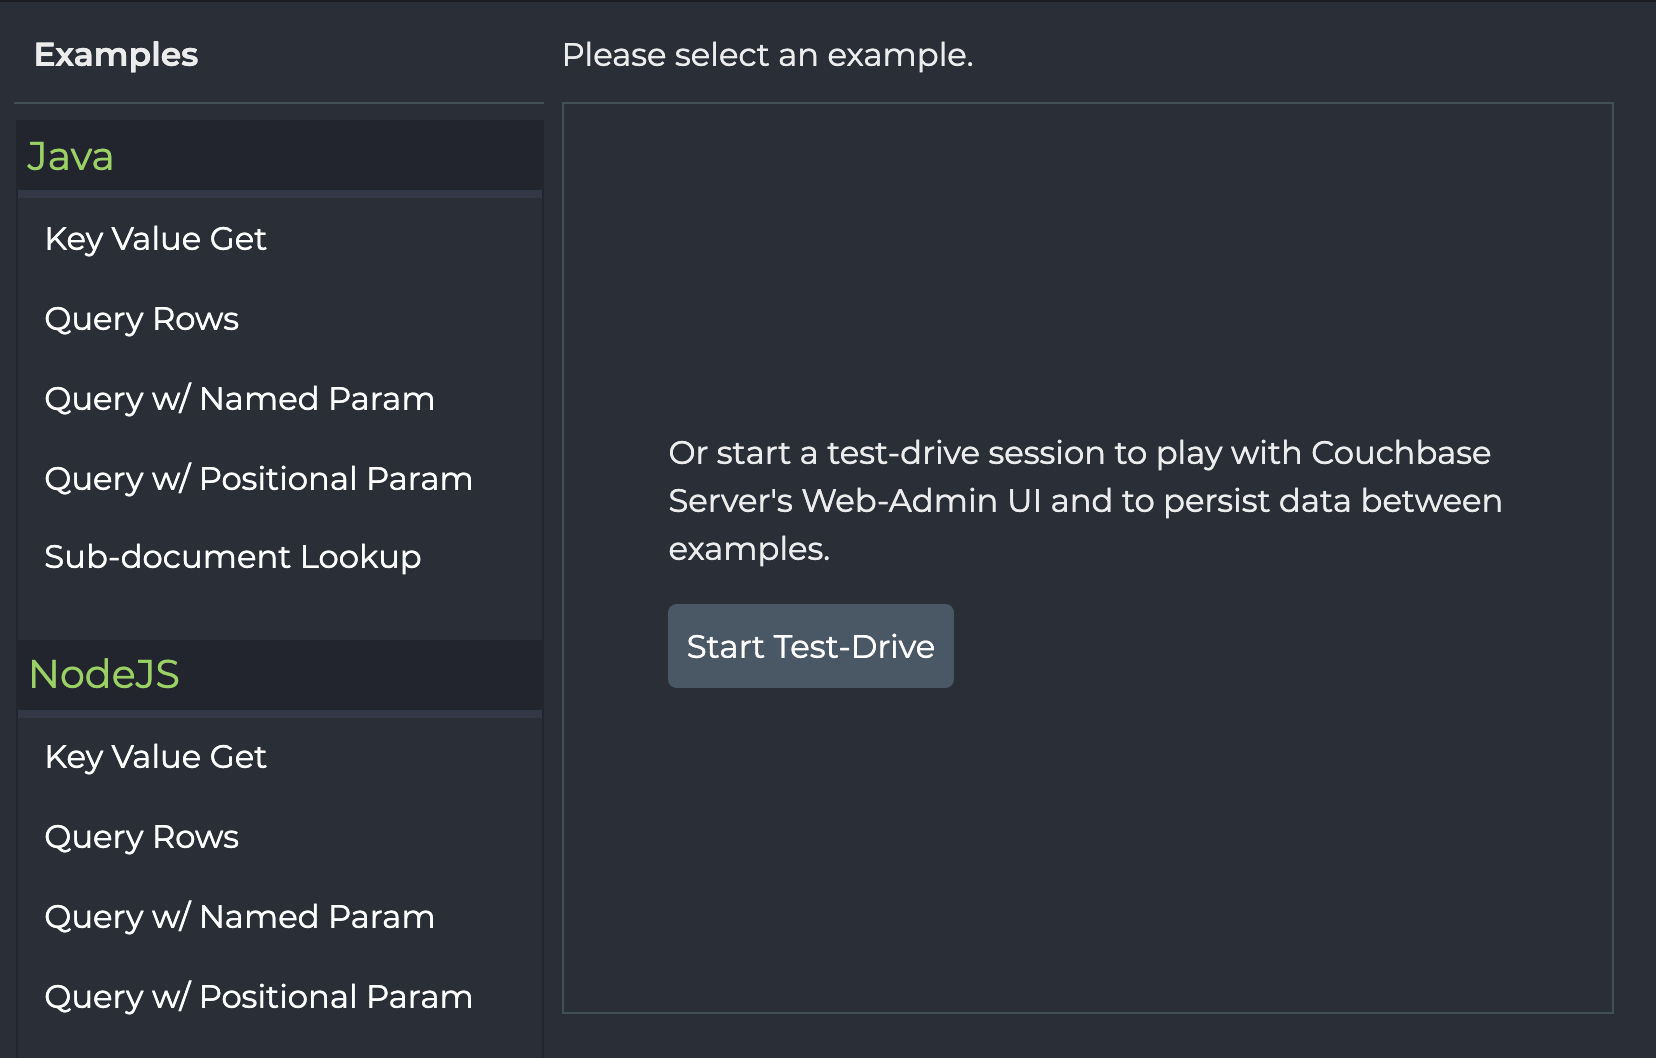 Examples
Java
Key Value Get
Query Rows
Query w/ Named Param
Query w/ Positional Param
Sub-document Lookup
NodeJS
Key Value Get
Query Rows
Query w/ Named Param
Query w/ Positional Param
Please select an example.
Or start a test-drive session to play with Couchbase
Server's Web-Admin UI and to persist data between
examples.
Start Test-Drive